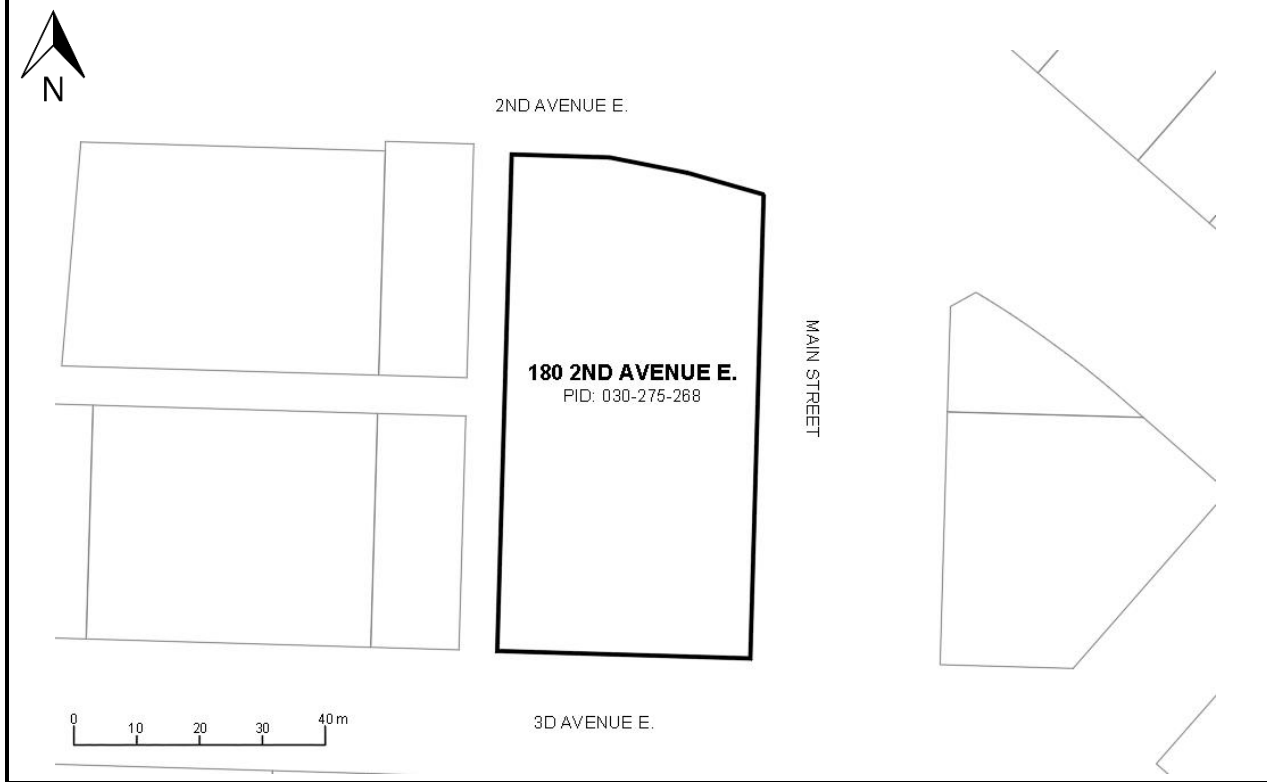 N
2ND AVENUE E.
180 2ND AVENUE E.
PID: 030-275-268
MAIN STREET
0 10 20 30 40 m
3D AVENUE E.